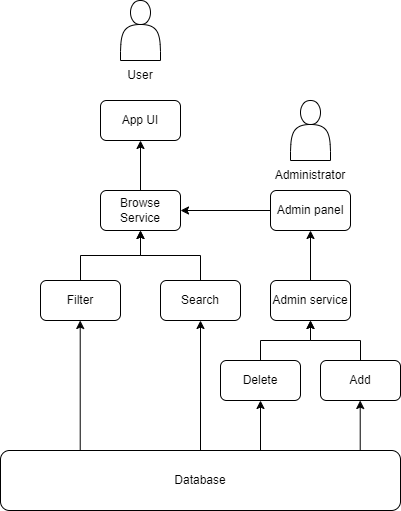 User
App UI
Administrator
Browse
Service
Admin panel
Filter
Search
Admin service
Delete
Add
Database